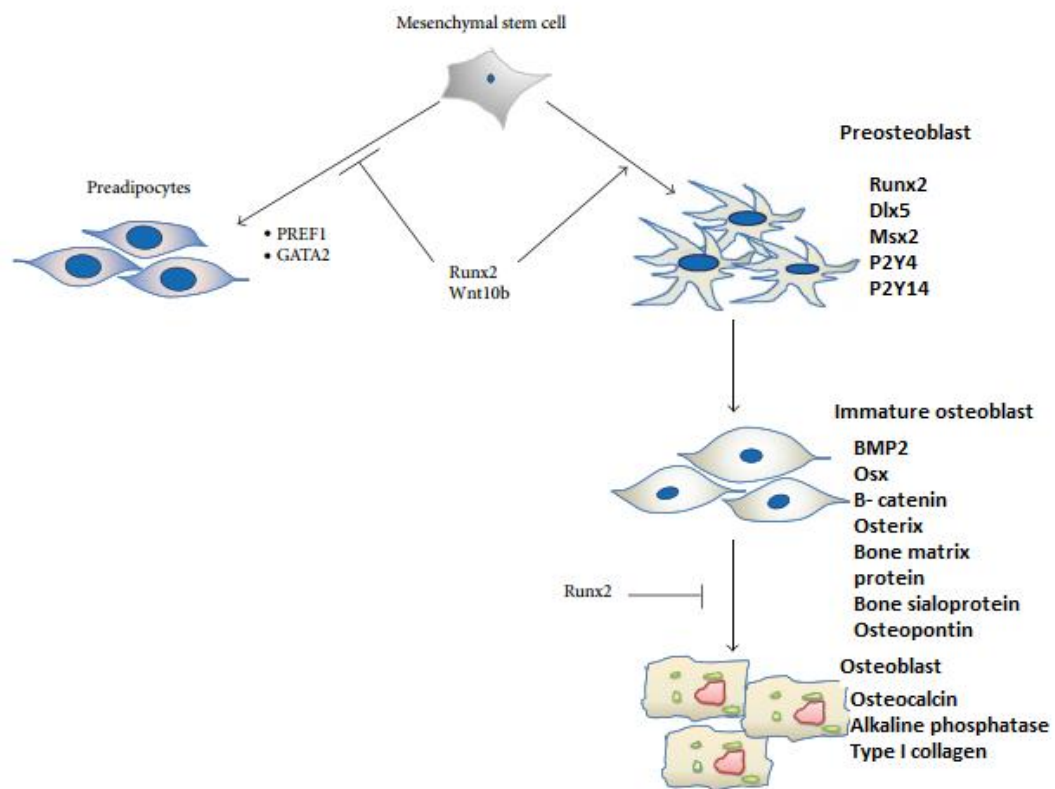 Mesenchymal stem cell
Preadipocytes
• PREF1
• GATA2
Runx2
Wnt10b
Preosteoblast
Runx2
Dlx5
Msx2
P2Y4
P2Y14
Immature osteoblast
BMP2
Osx
B- catenin
Osterix
Bone matrix
protein
Bone sialoprotein
Osteopontin
Runx2
Osteoblast
Osteocalcin
Alkaline phosphatase
Type I collagen